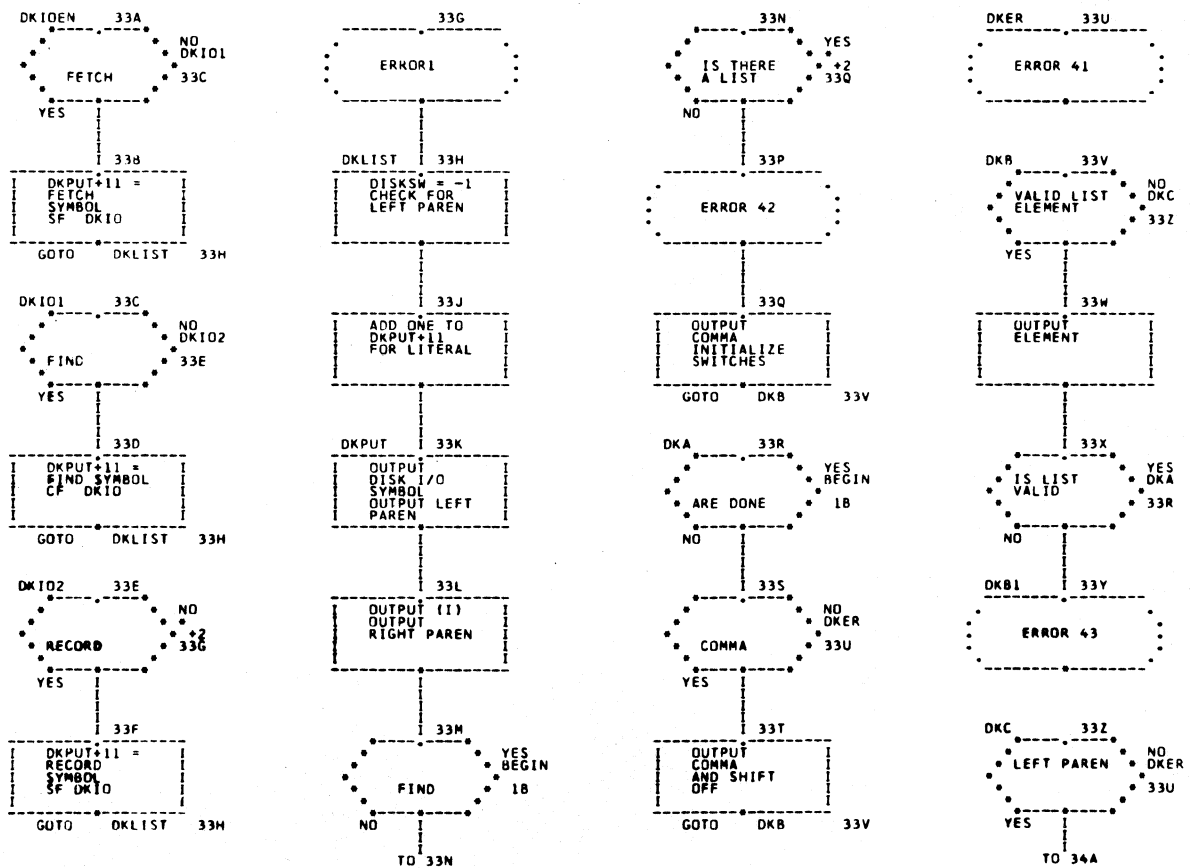 DKIOEN 33A
NO
DKIO1
FETCH 33C
YES
33B
DKPUT+11 =
FETCH
SYMBOL
SF DKIO
GOTO DKLIST 33H
DKIO1 33C
NO
DKIO2
FIND 33E
YES
33D
DKPUT+11 =
FIND SYMBOL
CF DKIO
GOTO DKLIST 33H
DKIO2 33E
NO
+2
RECORD 33G
YES
33F
DKPUT+11 =
RECORD
SYMBOL
SF DKIO
GOTO DKLIST 33H
33G
ERROR1
DKLIST 33H
DISKSW = -1
CHECK FOR
LEFT PAREN
33J
ADD ONE TO
DKPUT+11
FOR LITERAL
DKPUT 33K
OUTPUT
DISK I/O
SYMBOL
OUTPUT LEFT
PAREN
33L
OUTPUT (I)
OUTPUT
RIGHT PAREN
33M
YES
BEGIN
FIND 1B
NO
TO 33N
33N
YES
IS THERE +2
A LIST 33Q
NO
33P
ERROR 42
33Q
OUTPUT
COMMA
INITIALIZE
SWITCHES
GOTO DKB 33V
DKA 33R
YES
BEGIN
ARE DONE 1B
NO
33S
NO
DKER
COMMA 33U
YES
33T
OUTPUT
COMMA
AND SHIFT
OFF
GOTO DKB 33V
DKER 33U
ERROR 41
DKB 33V
NO
VALID LIST DKC
ELEMENT 33Z
YES
33W
OUTPUT
ELEMENT
33X
YES
IS LIST DKA
VALID 33R
NO
DKB1 33Y
ERROR 43
DKC 33Z
NO
LEFT PAREN DKER
33U
YES
TO 34A